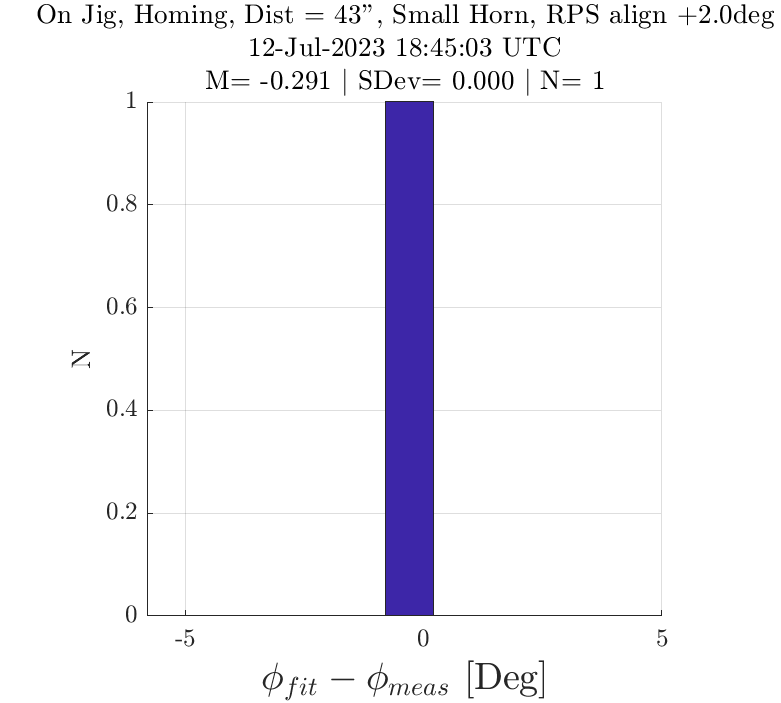 On Jig, Homing, Dist = 43”, Small Horn, RPS align +2.0deg
12-Jul-2023 18:45:03 UTC
M= -0.291 | SDev= 0.000 | N= 1
1
0.8
0.6
0.4
0.2
0
N
-5 0 5
ϕ_fit − ϕ_meas [Deg]